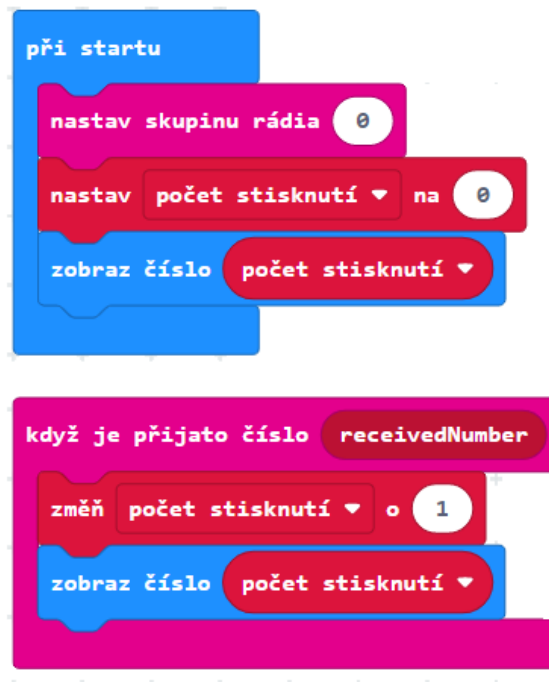 při startu
nastav skupinu rádia 0
nastav počet stisknutí na 0
zobraz číslo počet stisknutí
když je přijato číslo receivedNumber
změň počet stisknutí o 1
zobraz číslo počet stisknutí